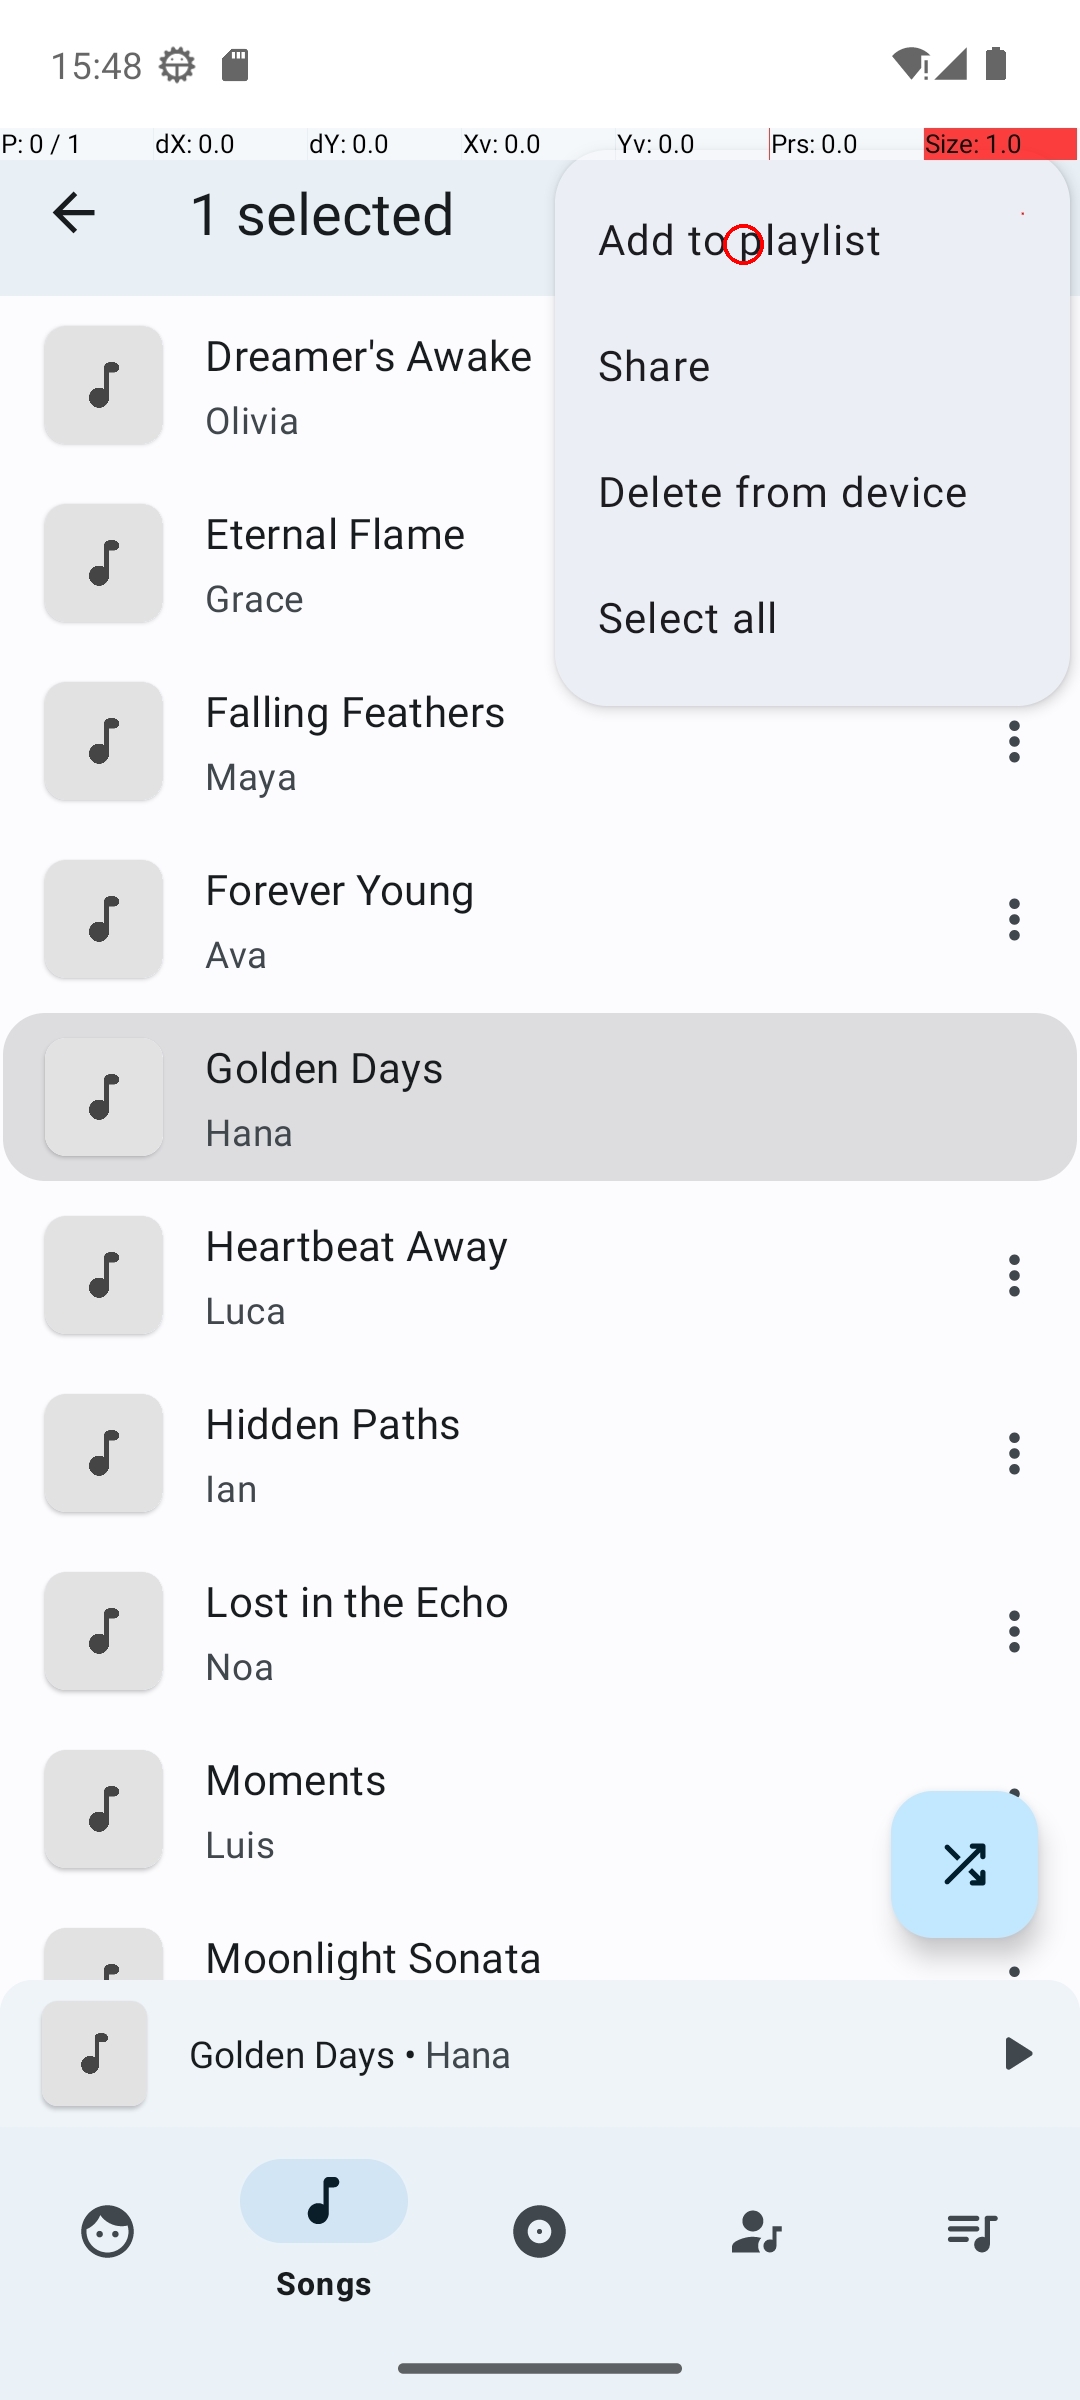 15:48
P: 0 / 1 dX: 0.0 dY: 0.0 Xv: 0.0 Yv: 0.0 Prs: 0.0 Size: 1.0
1 selected
Add to playlist
Share
Delete from device
Select all
Dreamer's Awake
Olivia
Eternal Flame
Grace
Falling Feathers
Maya
Forever Young
Ava
Golden Days
Hana
Heartbeat Away
Luca
Hidden Paths
Ian
Lost in the Echo
Noa
Moments
Luis
Moonlight Sonata
Golden Days • Hana
Songs